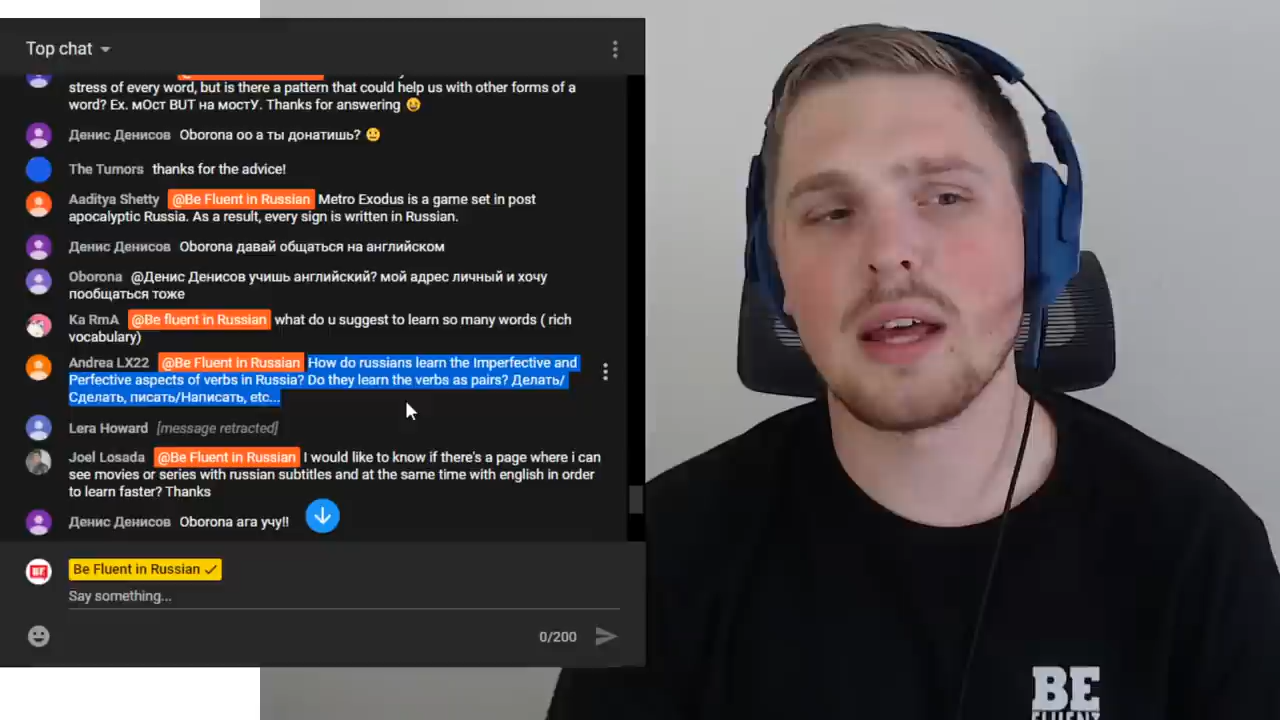 Top chat
stress of every word, but is there a pattern that could help us with other forms of a
word? Ex. мОст BUT на мостУ. Thanks for answering 😃
Денис Денисов Oborona оо а ты донатишь? 🙂
The Tumors thanks for the advice!
Aaditya Shetty @Be Fluent in Russian Metro Exodus is a game set in post
apocalyptic Russia. As a result, every sign is written in Russian.
Денис Денисов Oborona давай общаться на английском
Oborona @Денис Денисов учишь английский? мой адрес личный и хочу
пообщаться тоже
Ka RmA @Be fluent in Russian what do u suggest to learn so many words ( rich
vocabulary)
Andrea LX22 @Be Fluent in Russian How do russians learn the Imperfective and
Perfective aspects of verbs in Russia? Do they learn the verbs as pairs? Делать/
Сделать, писать/Написать, etc...
Lera Howard [message retracted]
Joel Losada @Be Fluent in Russian I would like to know if there's a page where i can
see movies or series with russian subtitles and at the same time with english in order
to learn faster? Thanks
Денис Денисов Oborona ага учу!!
BE Be Fluent in Russian ✓
Say something...
0/200
BE
FLUENT